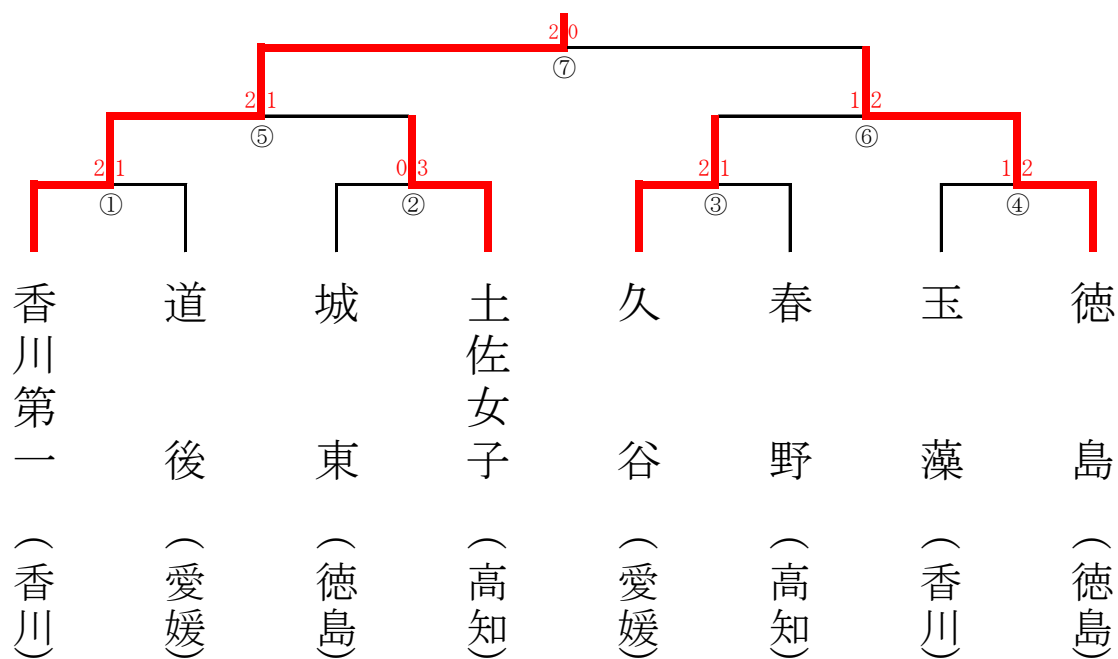 2 0
⑦
2 1
⑤
1 2
⑥
2 1
①
0 3
②
2 1
③
1 2
④
香川第一（香川）
道後（愛媛）
城東（徳島）
土佐女子（高知）
久谷（愛媛）
春野（高知）
玉藻（香川）
徳島（徳島）